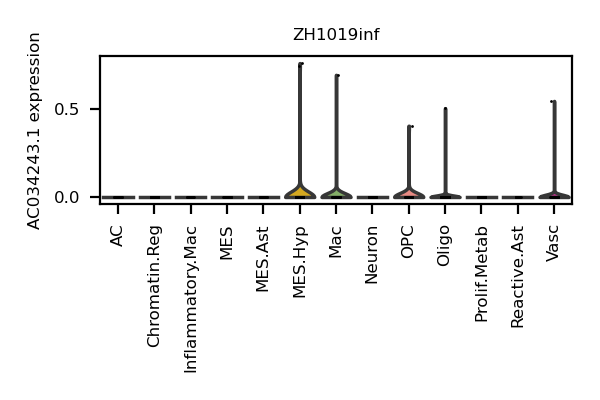 ZH1019inf
AC034243.1 expression
0.5
0.0
AC
Chromatin.Reg
Inflammatory.Mac
MES
MES.Ast
MES.Hyp
Mac
Neuron
OPC
Oligo
Prolif.Metab
Reactive.Ast
Vasc